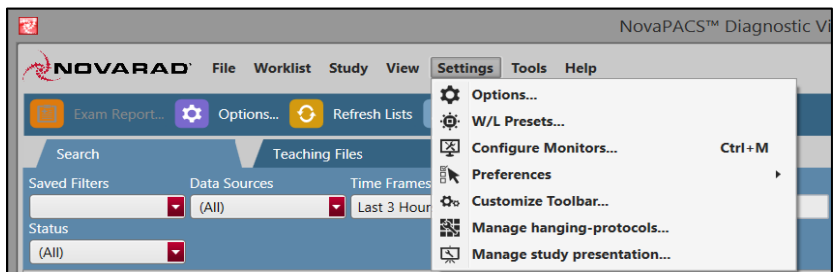 NovaPACS™ Diagnostic Vi
NOVARAD File Worklist Study View Settings Tools Help
Exam Report... Options... Refresh Lists
Search Teaching Files
Saved Filters Data Sources Time Frames
(All) Last 3 Hour
Status
(All)
Options...
W/L Presets...
Configure Monitors... Ctrl+M
Preferences
Customize Toolbar...
Manage hanging-protocols...
Manage study presentation...